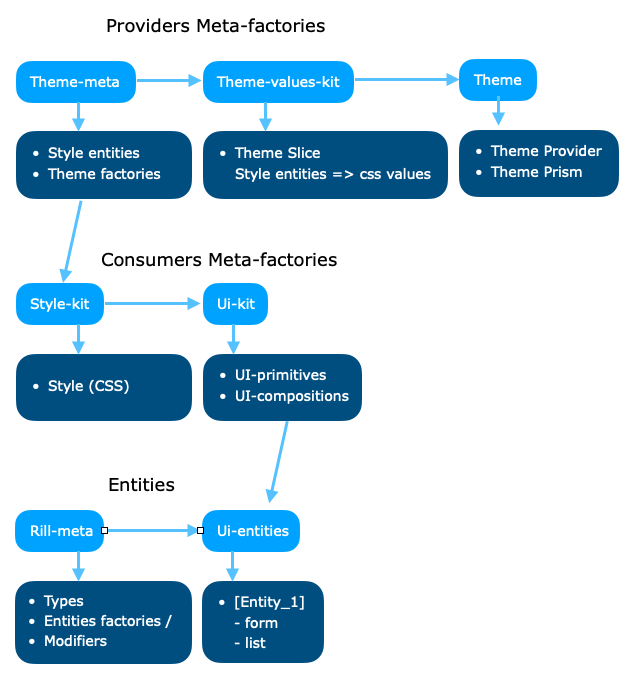 Providers Meta-factories
Theme-meta
Theme-values-kit
Theme
• Style entities
• Theme factories
• Theme Slice
Style entities => css values
• Theme Provider
• Theme Prism
Consumers Meta-factories
Style-kit
Ui-kit
• Style (CSS)
• UI-primitives
• UI-compositions
Entities
Rill-meta
Ui-entities
• Types
• Entities factories /
• Modifiers
• [Entity_1]
- form
- list